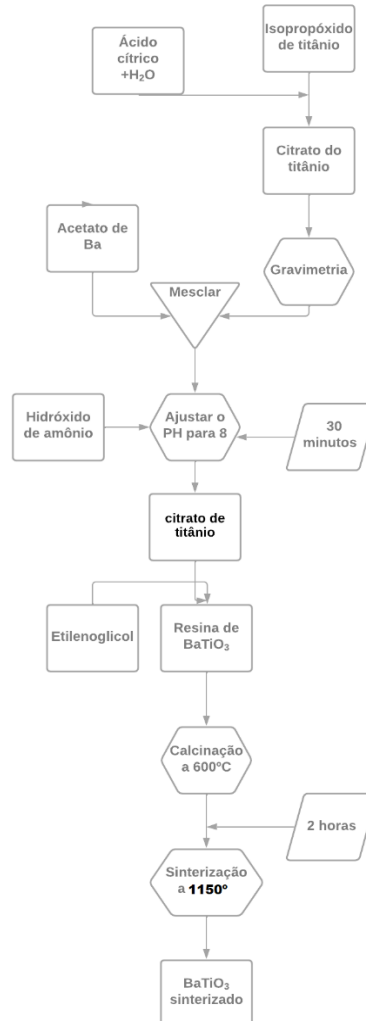 Isopropóxido
de titânio
Ácido
cítrico
+H₂O
Citrato do
titânio
Acetato de
Ba
Gravimetria
Mesclar
Hidróxido
de amônio
Ajustar o
PH para 8
30
minutos
citrato de
titânio
Etilenoglicol
Resina de
BaTiO₃
Calcinação
a 600ºC
2 horas
Sinterização
a 1150º
BaTiO₃
sinterizado